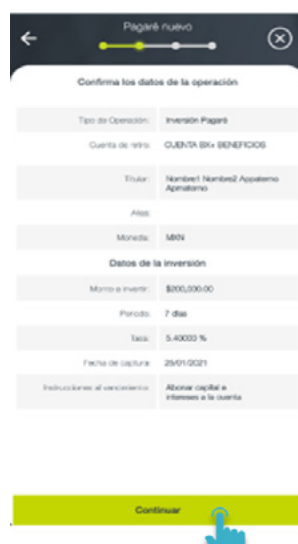 Pagaré nuevo
Confirma los datos de la operación
Tipo de Operación: Inversión Pagaré
Cuenta de retiro: CUENTA BX+ BENEFICIOS
Titular: Nombre1 Nombre2 Appaterno
Apmaterno
Alias:
Moneda: MXN
Datos de la inversión
Monto a invertir: $200,000.00
Periodo: 7 días
Tasa: 5.40000 %
Fecha de captura: 29/01/2021
Instrucciones al vencimiento: Abonar capital e
intereses a la cuenta
Continuar